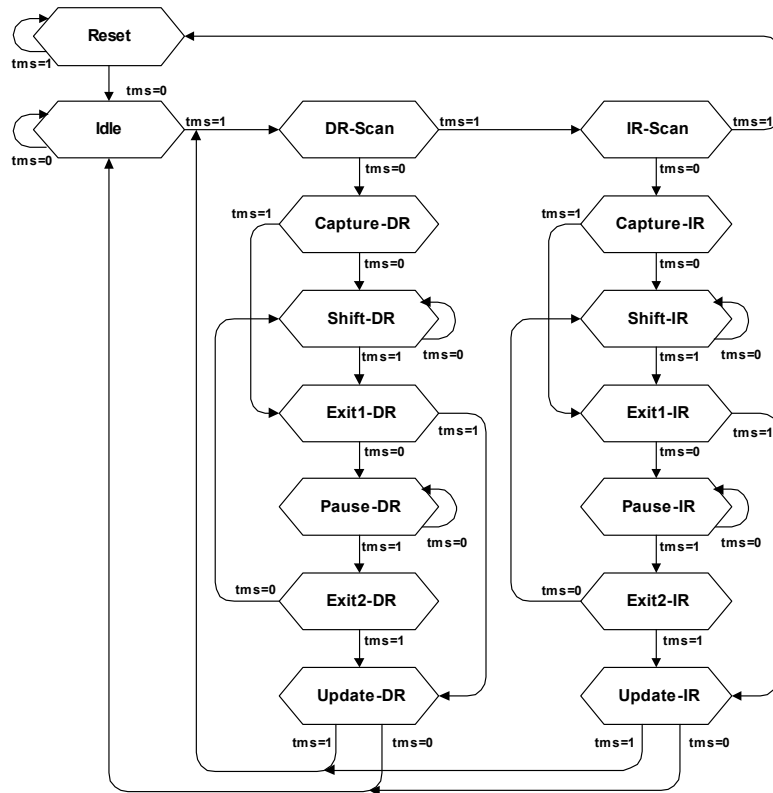 Reset
tms=1
tms=0
Idle
tms=1
DR-Scan
tms=1
IR-Scan
tms=1
tms=0
tms=0
tms=0
tms=1
Capture-DR
tms=1
Capture-IR
tms=0
tms=0
Shift-DR
Shift-IR
tms=1
tms=0
tms=1
tms=0
Exit1-DR
Exit1-IR
tms=1
tms=1
tms=0
tms=0
Pause-DR
Pause-IR
tms=1
tms=0
tms=1
tms=0
tms=0
Exit2-DR
tms=0
Exit2-IR
tms=1
tms=1
Update-DR
Update-IR
tms=1
tms=0
tms=1
tms=0